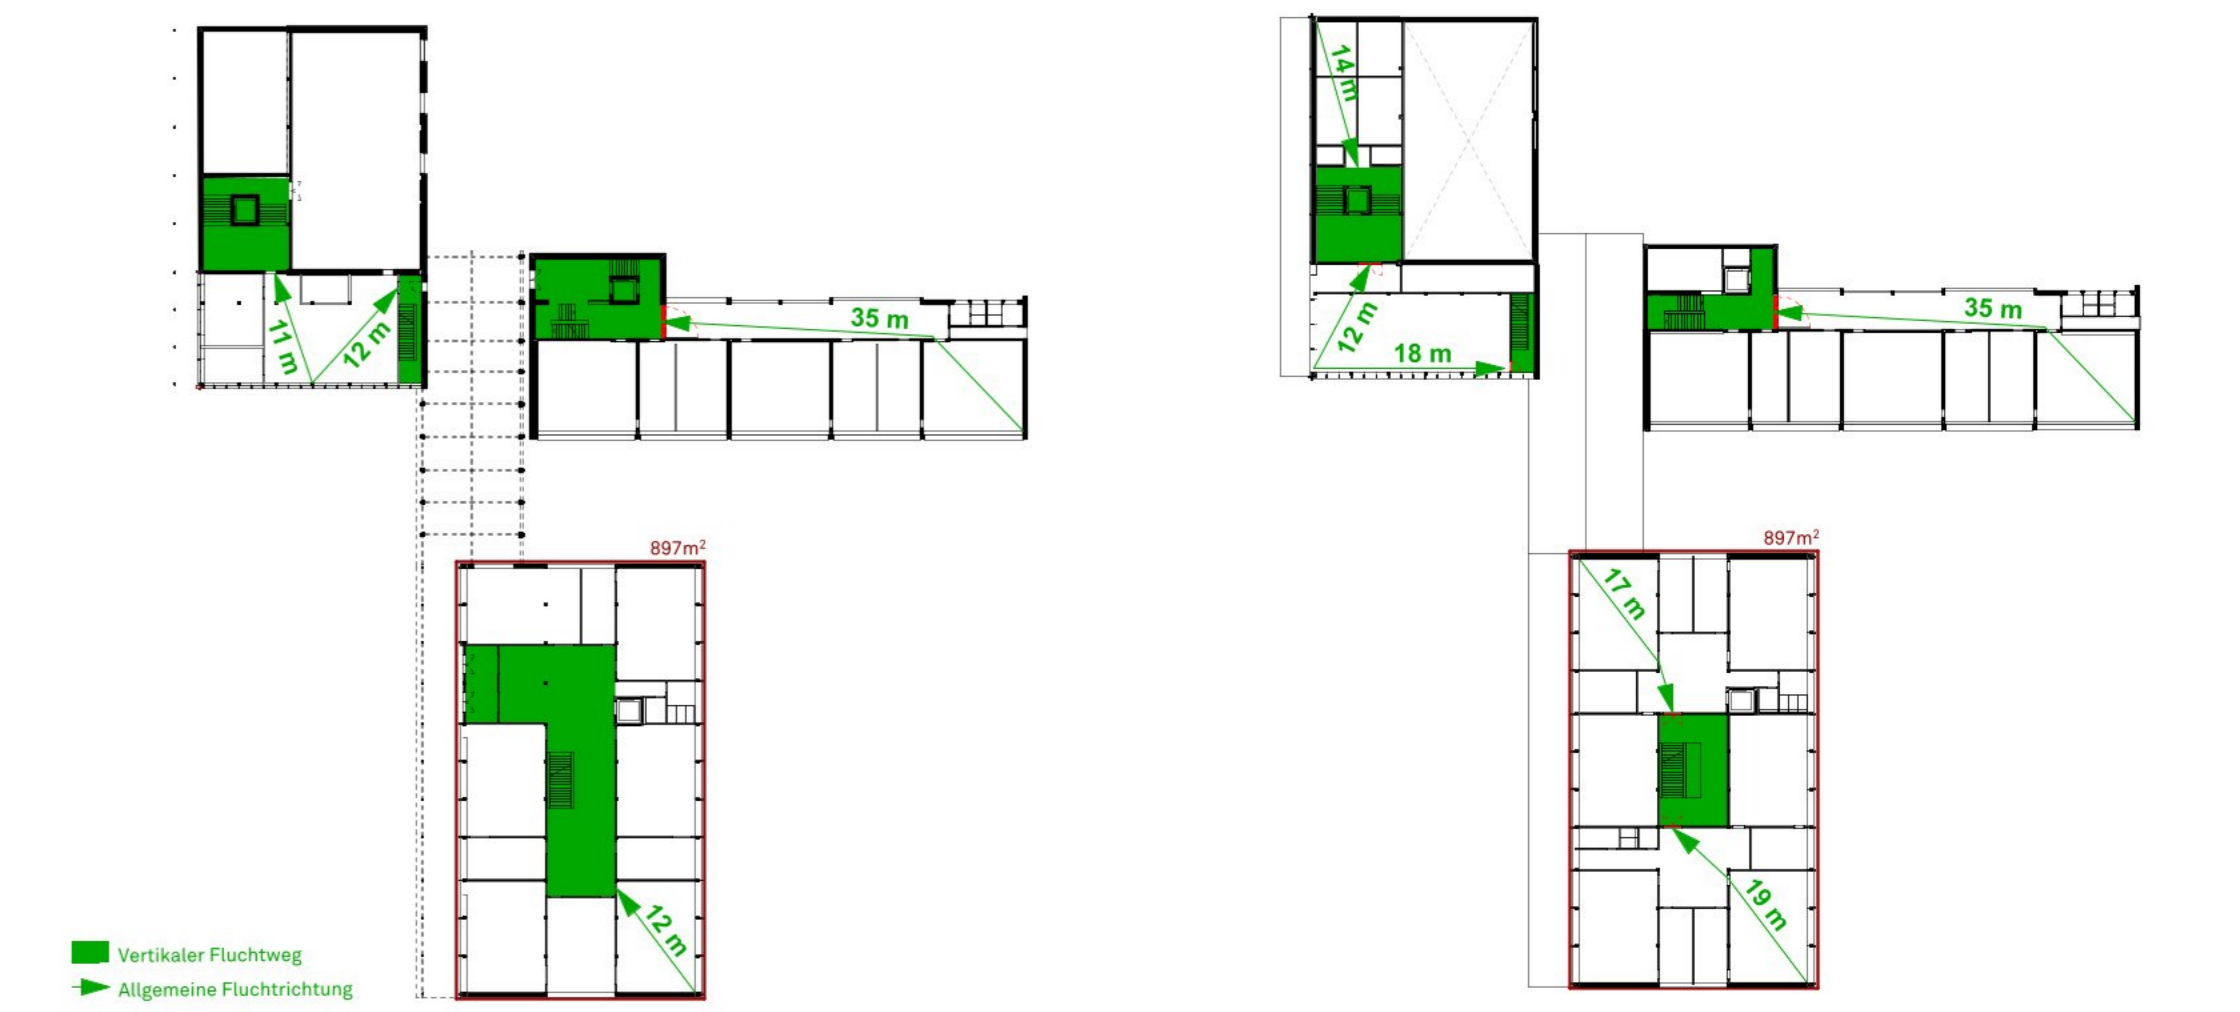 14 m
11 m
12 m
35 m
12 m
18 m
35 m
897m²
897m²
17 m
12 m
19 m
Vertikaler Fluchtweg
Allgemeine Fluchtrichtung